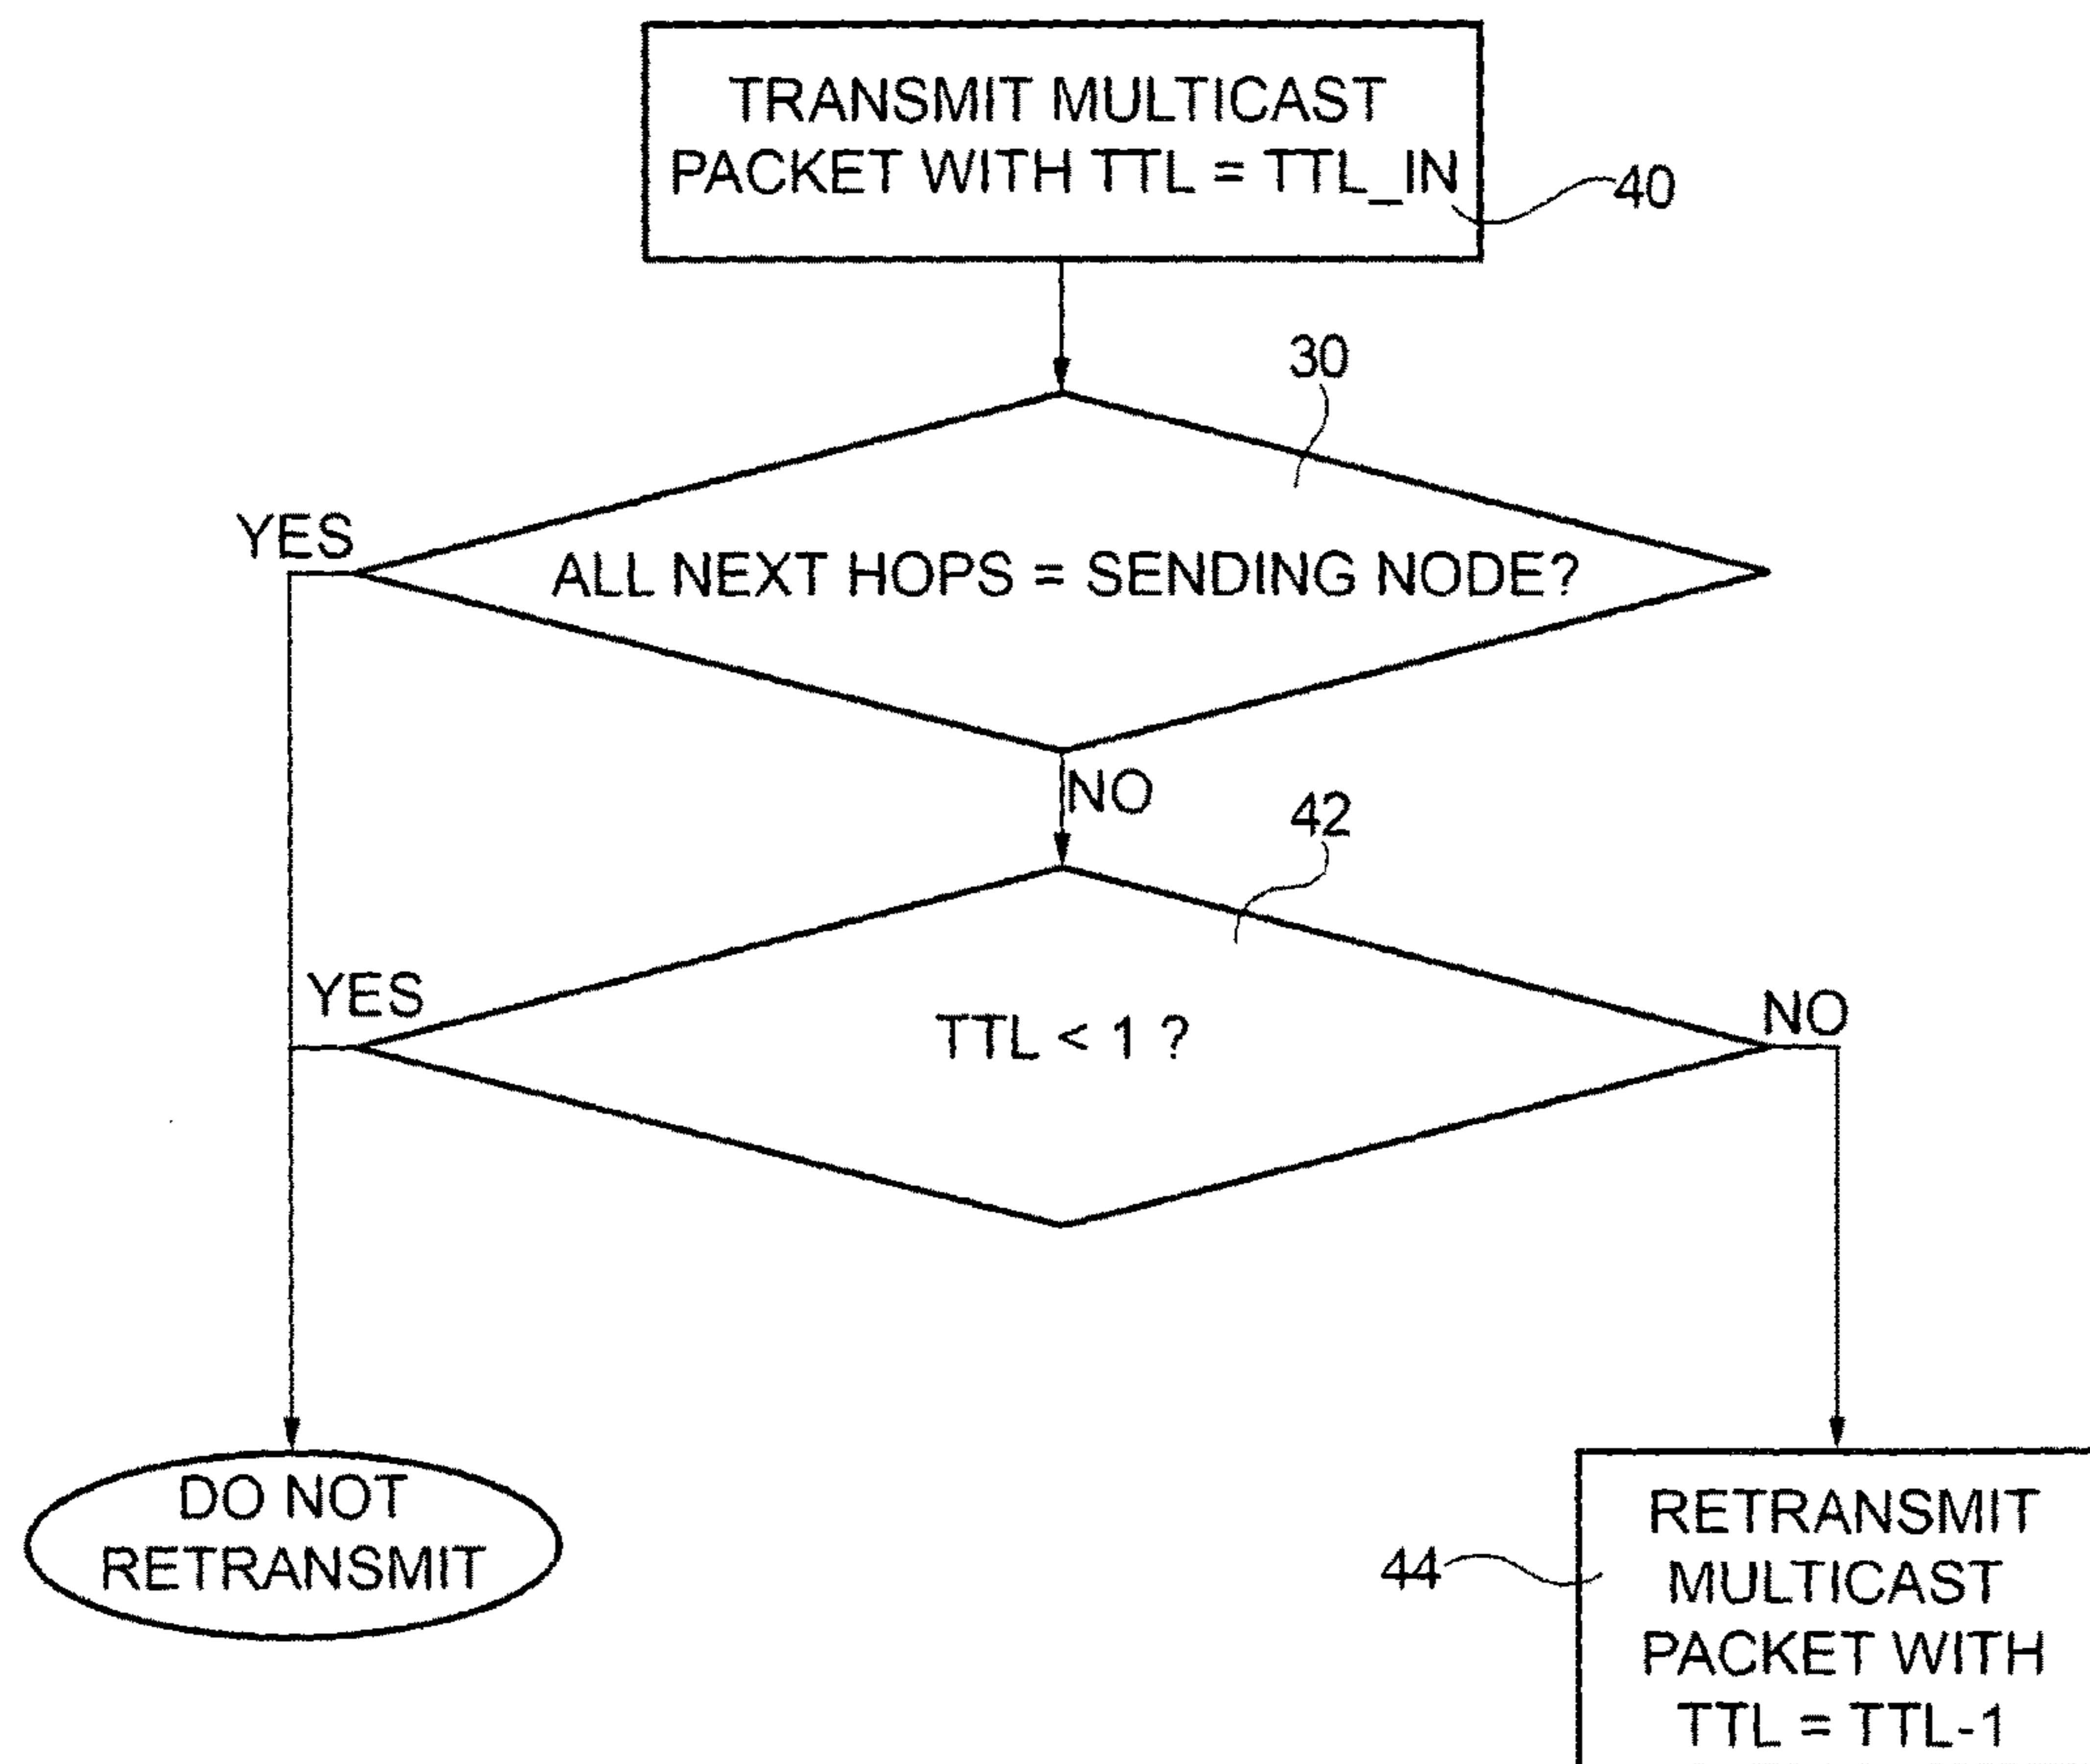 TRANSMIT MULTICAST
PACKET WITH TTL = TTL_IN
40
30
YES
ALL NEXT HOPS = SENDING NODE?
NO
42
YES
TTL < 1 ?
NO
DO NOT
RETRANSMIT
44
RETRANSMIT
MULTICAST
PACKET WITH
TTL = TTL-1